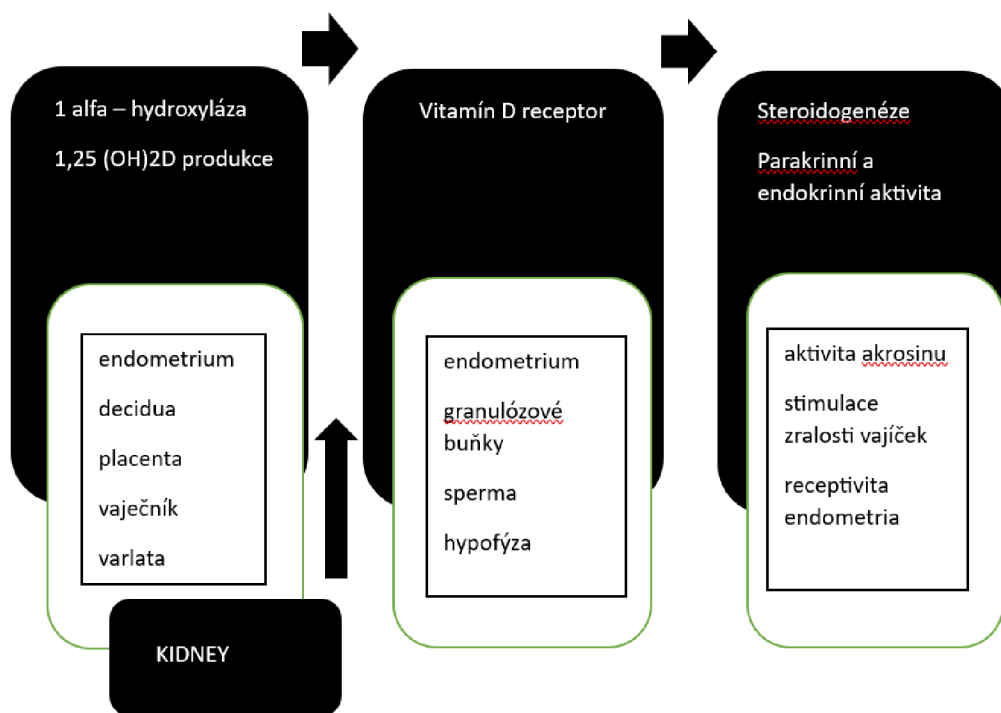 1 alfa – hydroxyláza
1,25 (OH)2D produkce
endometrium
decidua
placenta
vaječník
varlata
KIDNEY
Vitamín D receptor
endometrium
granulózové
buňky
sperma
hypofýza
Steroidogenéze
Parakrinní a
endokrinní aktivita
aktivita akrosinu
stimulace
zralosti vajíček
receptivita
endometria